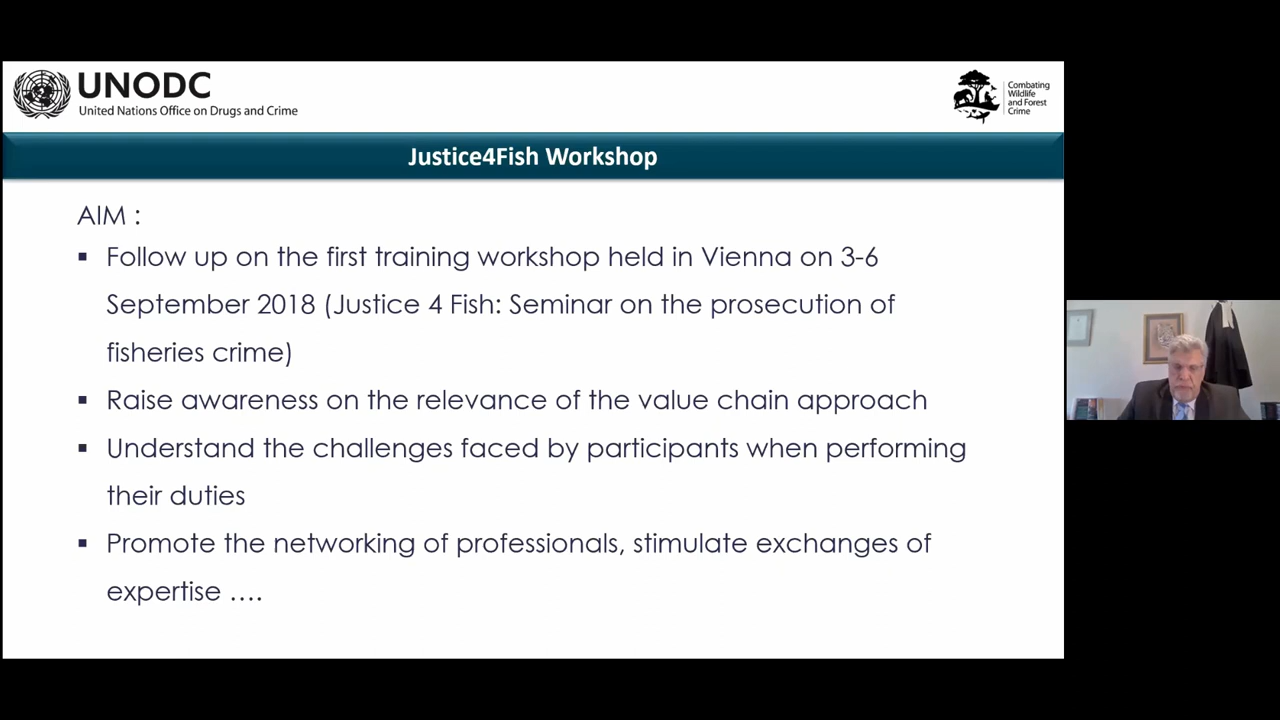 UNODC
United Nations Office on Drugs and Crime
Combating
Wildlife
and Forest
Crime
Justice4Fish Workshop
AIM :
▪ Follow up on the first training workshop held in Vienna on 3-6
September 2018 (Justice 4 Fish: Seminar on the prosecution of
fisheries crime)
▪ Raise awareness on the relevance of the value chain approach
▪ Understand the challenges faced by participants when performing
their duties
▪ Promote the networking of professionals, stimulate exchanges of
expertise ….